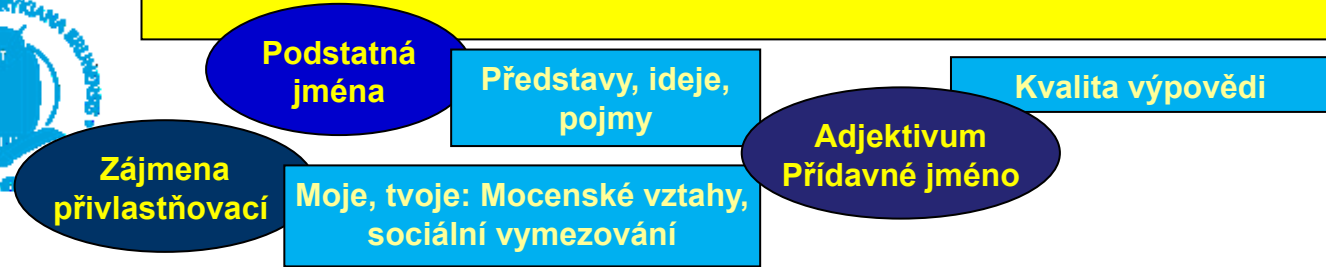 Podstatná
jména
Představy, ideje,
pojmy
Kvalita výpovědi
Adjektivum
Přídavné jméno
Zájmena
přivlastňovací
Moje, tvoje: Mocenské vztahy,
sociální vymezování